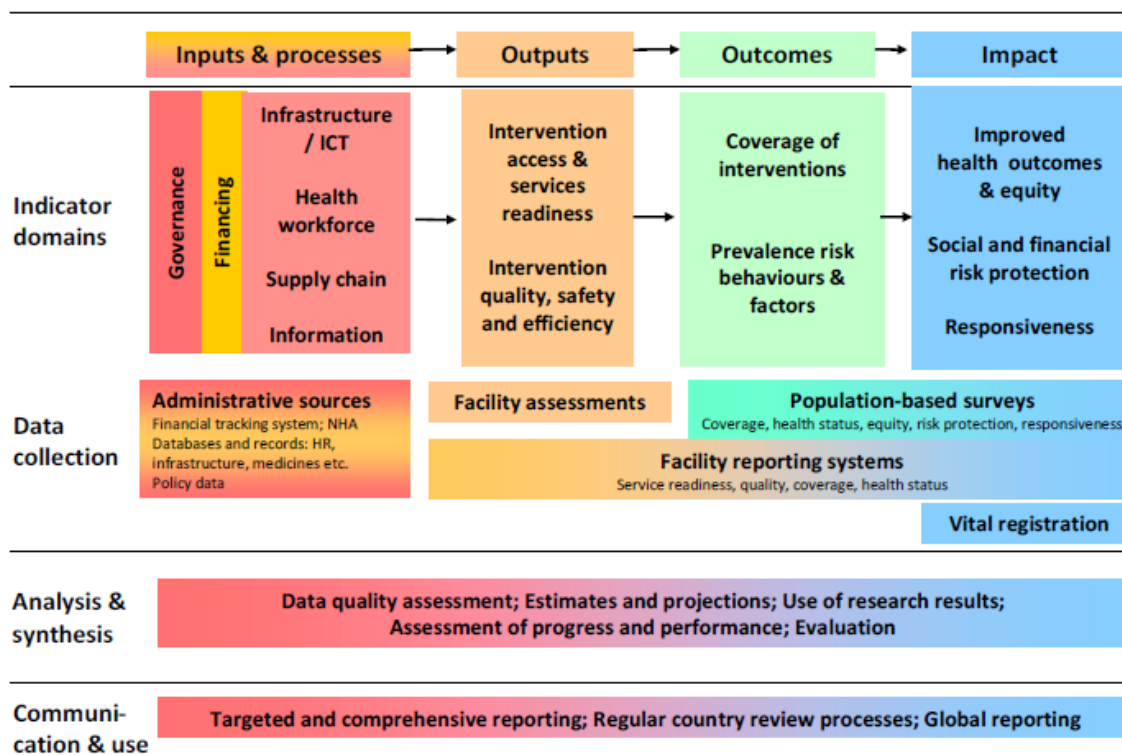 Inputs & processes
Outputs
Outcomes
Impact
Indicator
domains
Governance
Financing
Infrastructure
/ ICT
Health
workforce
Supply chain
Information
Intervention
access &
services
readiness
Intervention
quality, safety
and efficiency
Coverage of
interventions
Prevalence risk
behaviours &
factors
Improved
health outcomes
& equity
Social and financial
risk protection
Responsiveness
Data
collection
Administrative sources
Financial tracking system; NHA
Databases and records: HR,
infrastructure, medicines etc.
Policy data
Facility assessments
Population-based surveys
Coverage, health status, equity, risk protection, responsiveness
Facility reporting systems
Service readiness, quality, coverage, health status
Vital registration
Analysis &
synthesis
Data quality assessment; Estimates and projections; Use of research results;
Assessment of progress and performance; Evaluation
Communi-
cation & use
Targeted and comprehensive reporting; Regular country review processes; Global reporting